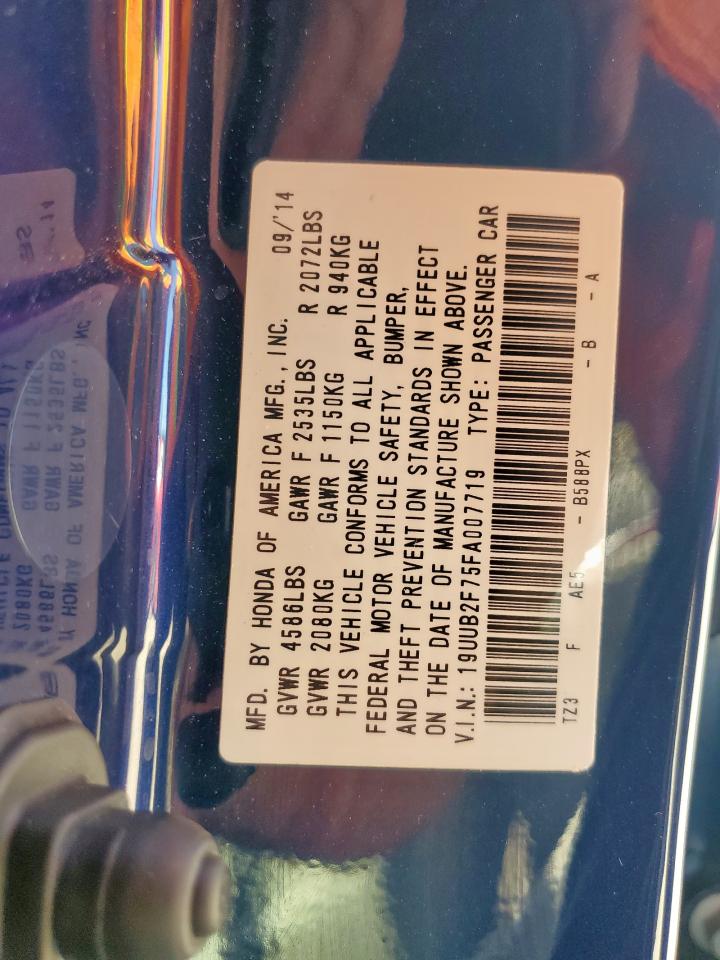 MFD. BY HONDA OF AMERICA MFG., INC. 09/'14
GVWR 4586LBS GAWR F 2535LBS R 2072LBS
GVWR 2080KG GAWR F 1150KG R 940KG
THIS VEHICLE CONFORMS TO ALL APPLICABLE
FEDERAL MOTOR VEHICLE SAFETY, BUMPER,
AND THEFT PREVENTION STANDARDS IN EFFECT
ON THE DATE OF MANUFACTURE SHOWN ABOVE.
V.I.N.: 19UUB2F75FA007719 TYPE: PASSENGER CAR
TZ3 F AE5 - B588PX - B - A